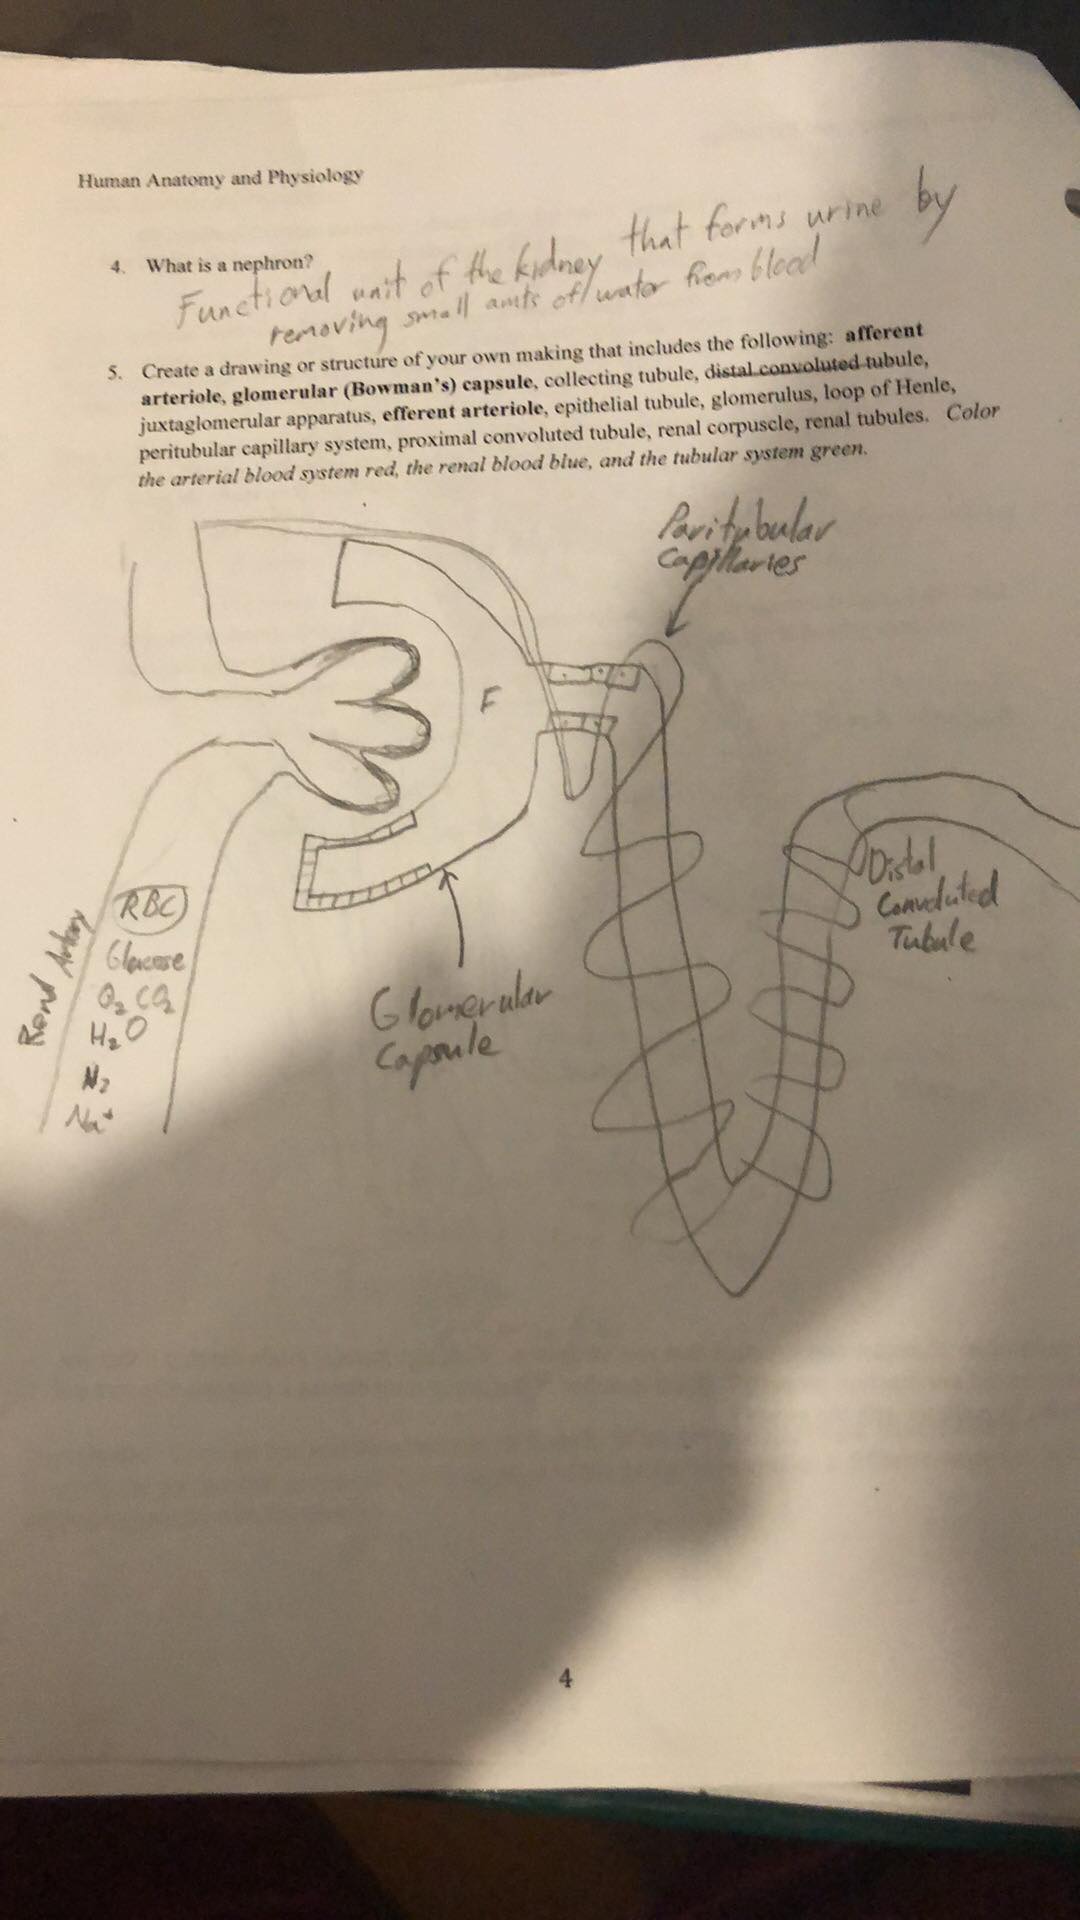 Human Anatomy and Physiology
4. What is a nephron?
Functional unit of the kidney that forms urine by
removing small amts of/water from blood
5. Create a drawing or structure of your own making that includes the following: afferent
arteriole, glomerular (Bowman's) capsule, collecting tubule, distal convoluted tubule,
juxtaglomerular apparatus, efferent arteriole, epithelial tubule, glomerulus, loop of Henle,
peritubular capillary system, proximal convoluted tubule, renal corpuscle, renal tubules. Color
the arterial blood system red, the renal blood blue, and the tubular system green.
Paritubular
Capillaries
F
Distal
Convoluted
Tubule
Renal Artery
RBC
Glucose
O₂ CO₂
H₂O
N₂
Na⁺
Glomerular
Capsule
4